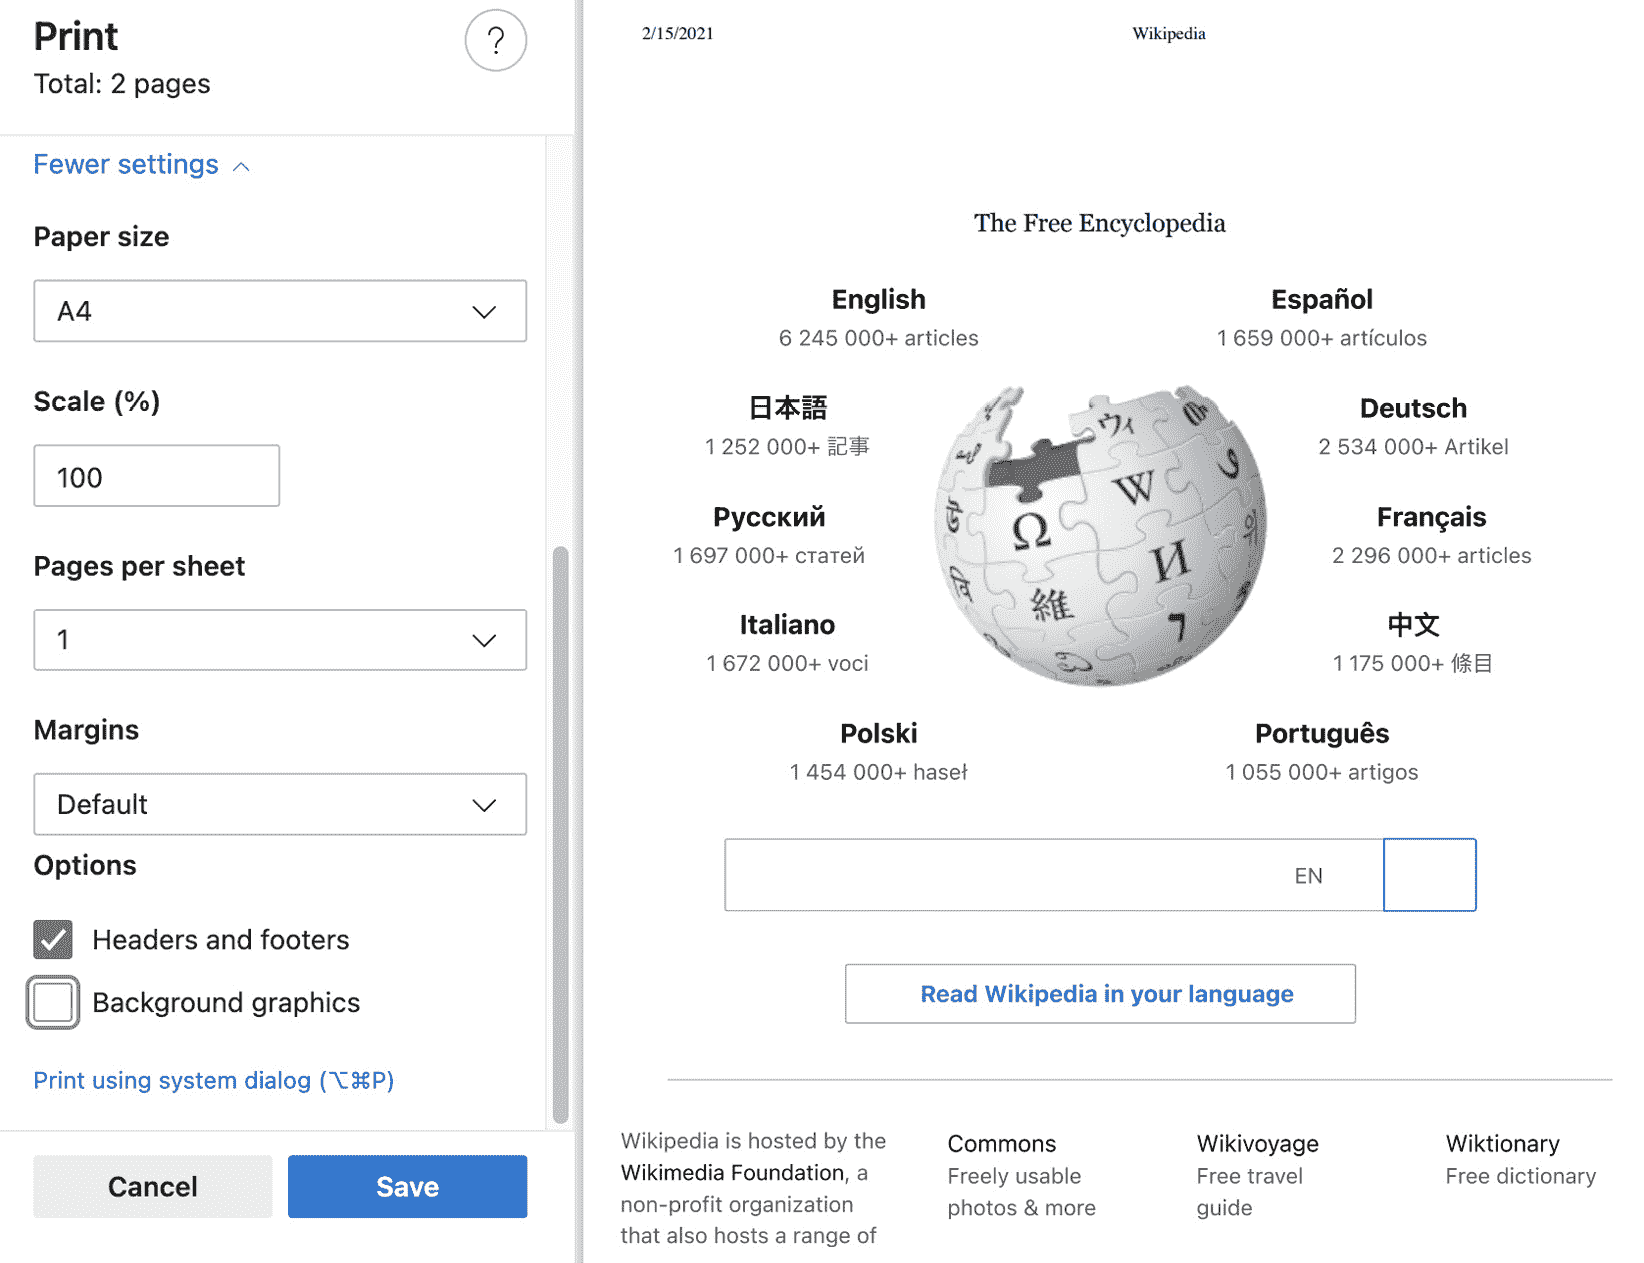 Print
?
Total: 2 pages
Fewer settings
Paper size
A4
Scale (%)
100
Pages per sheet
1
Margins
Default
Options
Headers and footers
Background graphics
Print using system dialog (⌥⌘P)
Cancel
Save
2/15/2021
Wikipedia
The Free Encyclopedia
English
6 245 000+ articles
Español
1 659 000+ artículos
日本語
1 252 000+ 記事
Deutsch
2 534 000+ Artikel
Русский
1 697 000+ статей
Français
2 296 000+ articles
Italiano
1 672 000+ voci
中文
1 175 000+ 條目
Polski
1 454 000+ haseł
Português
1 055 000+ artigos
ウィ
W
Ω
И
維
EN
Read Wikipedia in your language
Wikipedia is hosted by the
Wikimedia Foundation, a
non-profit organization
that also hosts a range of
Commons
Freely usable
photos & more
Wikivoyage
Free travel
guide
Wiktionary
Free dictionary